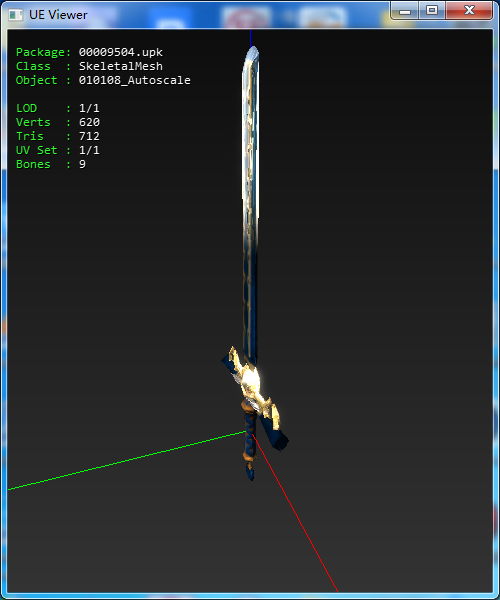 UE Viewer
Package: 00009504.upk
Class : SkeletalMesh
Object : 010108_Autoscale
LOD : 1/1
Verts : 620
Tris : 712
UV Set : 1/1
Bones : 9